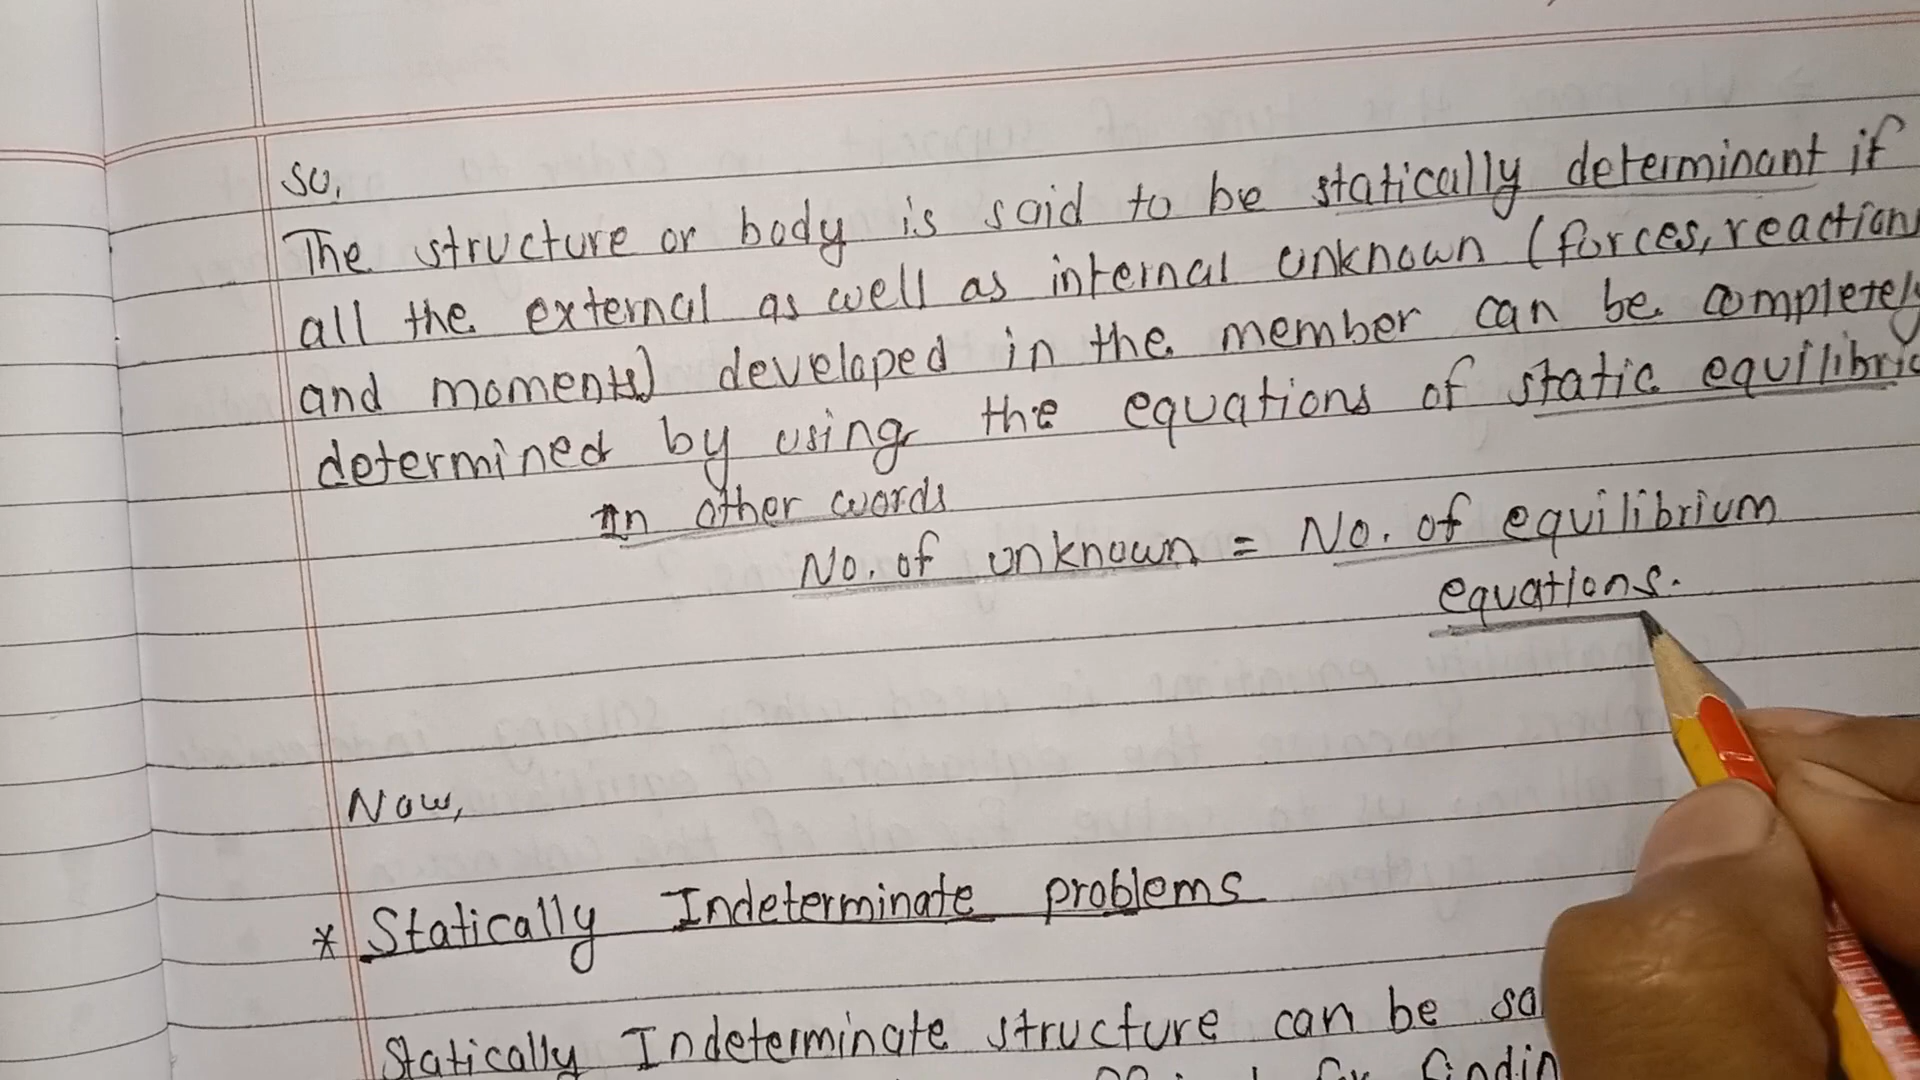 So,
The structure or body is said to be statically determinant if
all the external as well as internal unknown (forces, reaction
and moments) developed in the member can be completely
determined by using the equations of static equilibri
In other words
No. of unknown = No. of equilibrium
equations.
Now,
* Statically Indeterminate problems
Statically Indeterminate structure can be sa
findin